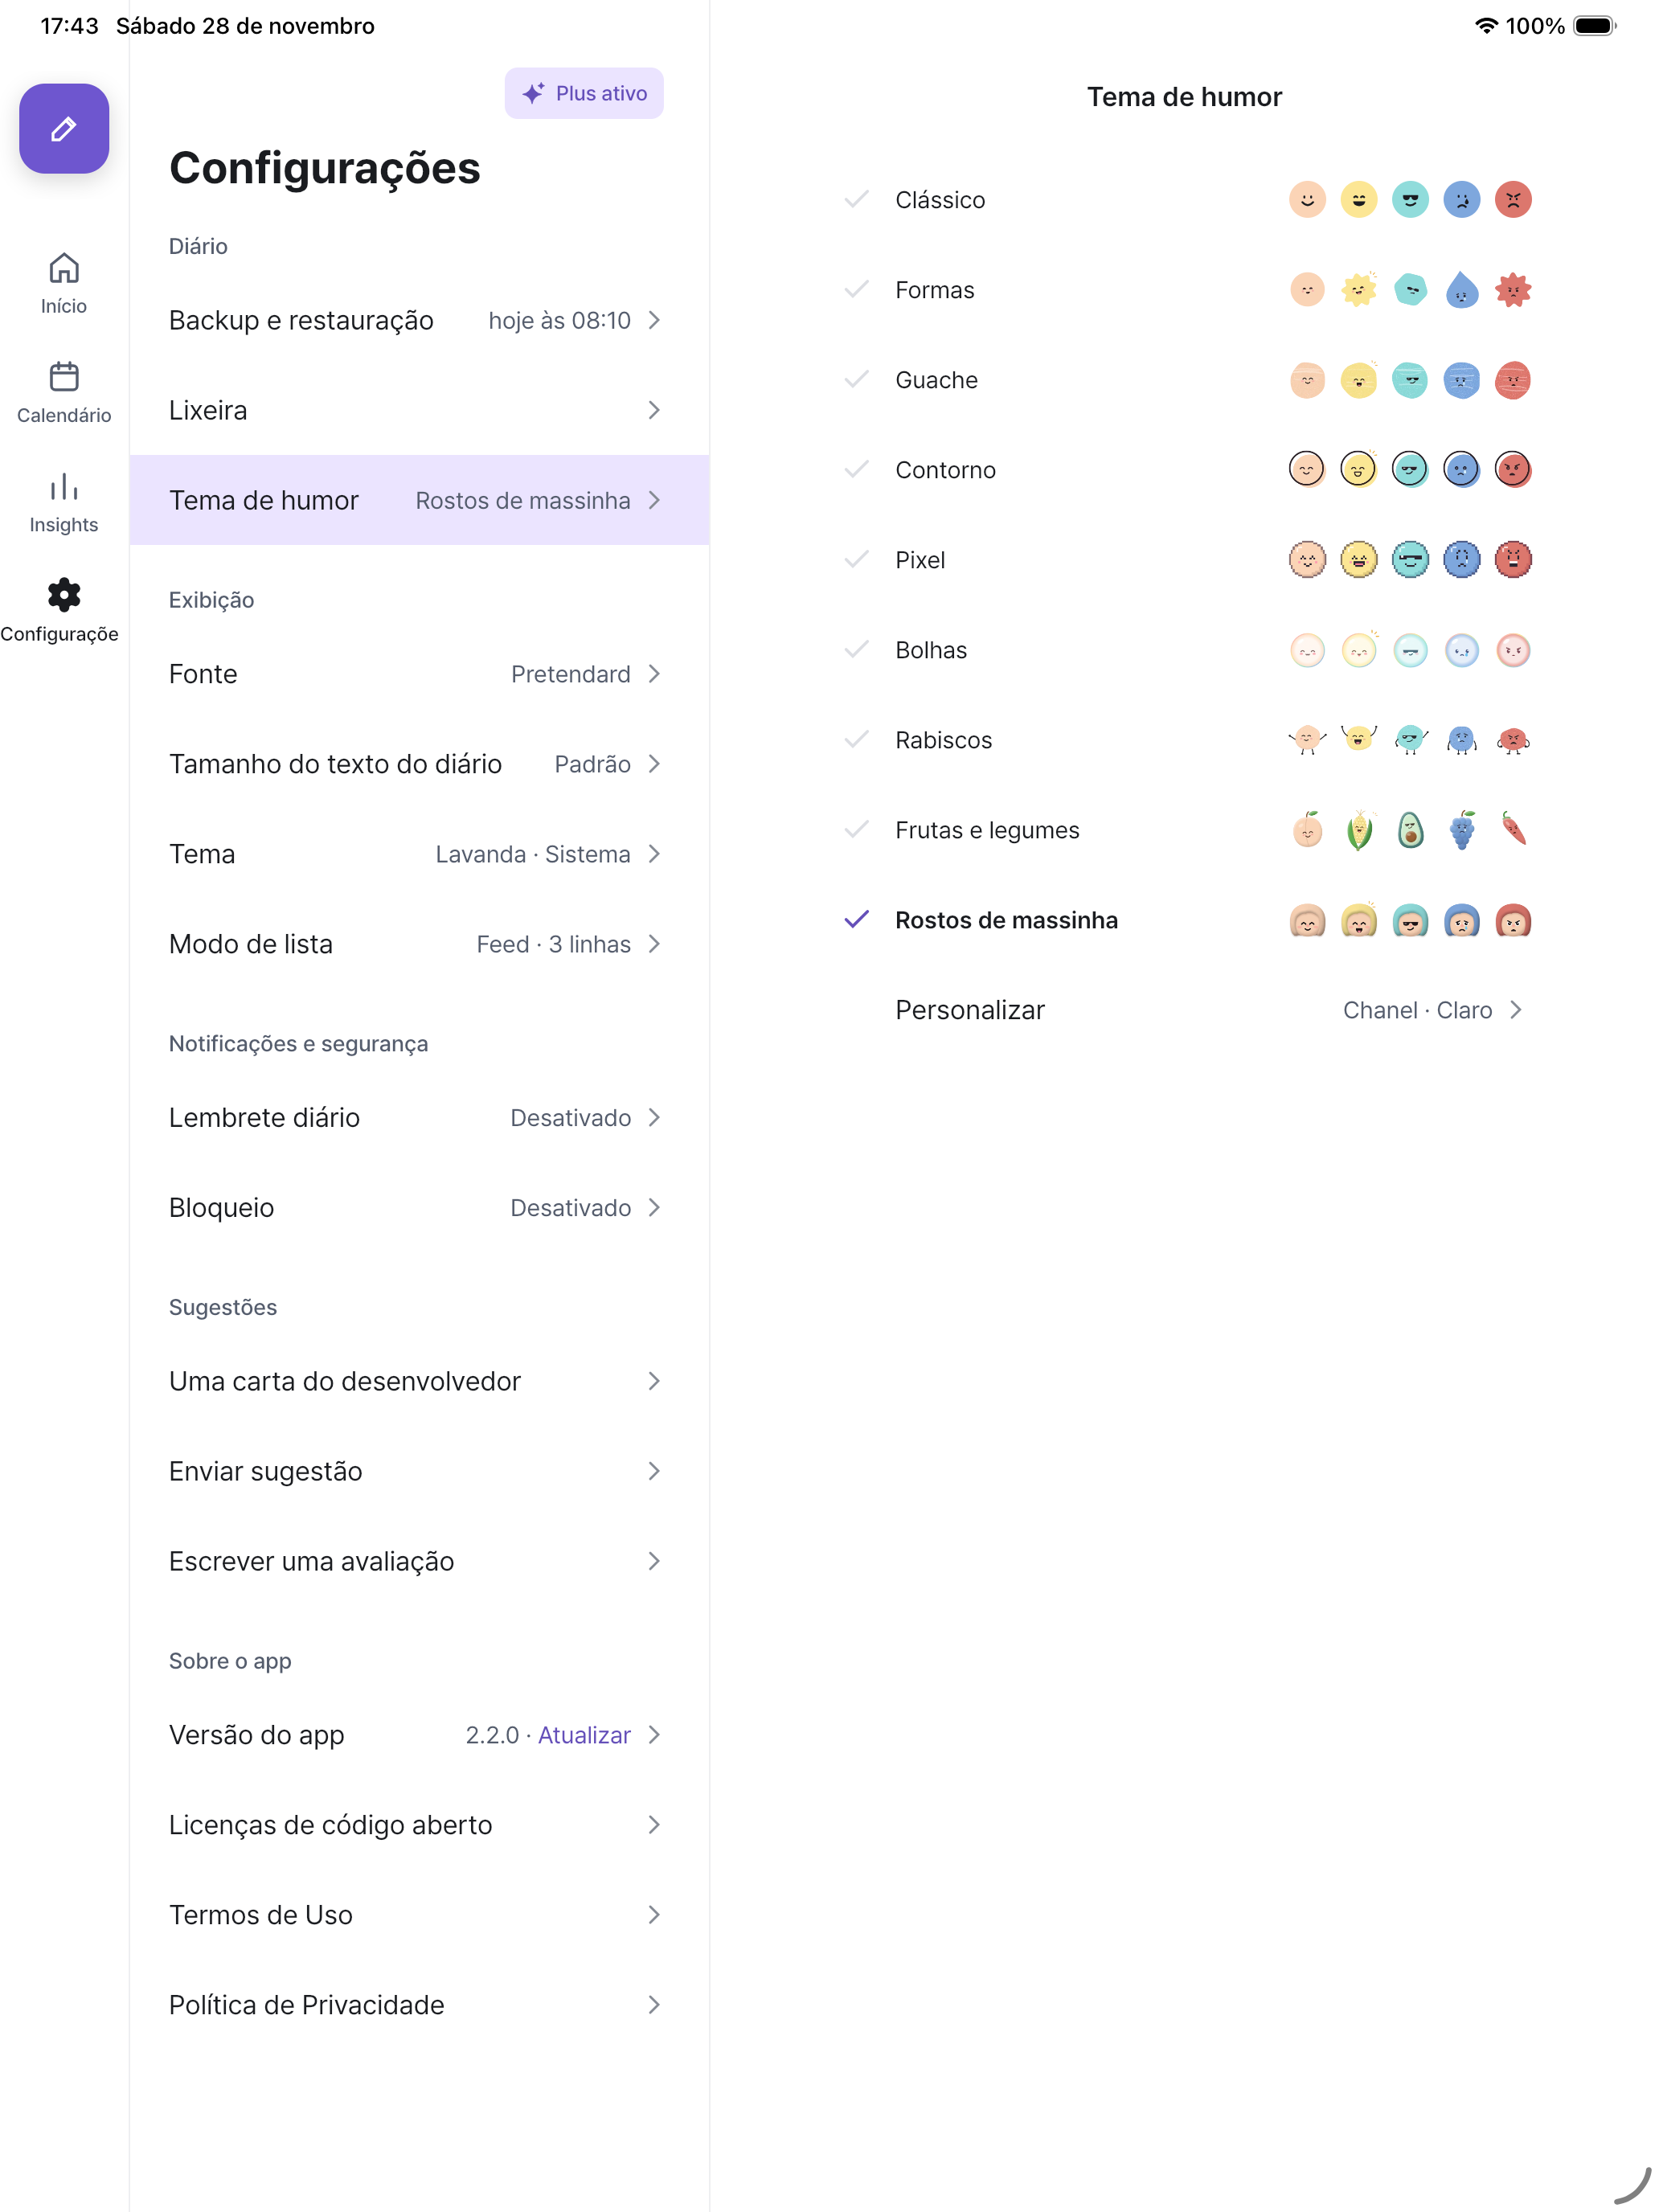 17:43 Sábado 28 de novembro
100%
Plus ativo
Configurações
Início
Calendário
Insights
Configuraçõe
Diário
Backup e restauração hoje às 08:10
Lixeira
Tema de humor Rostos de massinha
Exibição
Fonte Pretendard
Tamanho do texto do diário Padrão
Tema Lavanda · Sistema
Modo de lista Feed · 3 linhas
Notificações e segurança
Lembrete diário Desativado
Bloqueio Desativado
Sugestões
Uma carta do desenvolvedor
Enviar sugestão
Escrever uma avaliação
Sobre o app
Versão do app 2.2.0 · Atualizar
Licenças de código aberto
Termos de Uso
Política de Privacidade
Tema de humor
Clássico
Formas
Guache
Contorno
Pixel
Bolhas
Rabiscos
Frutas e legumes
Rostos de massinha
Personalizar Chanel · Claro